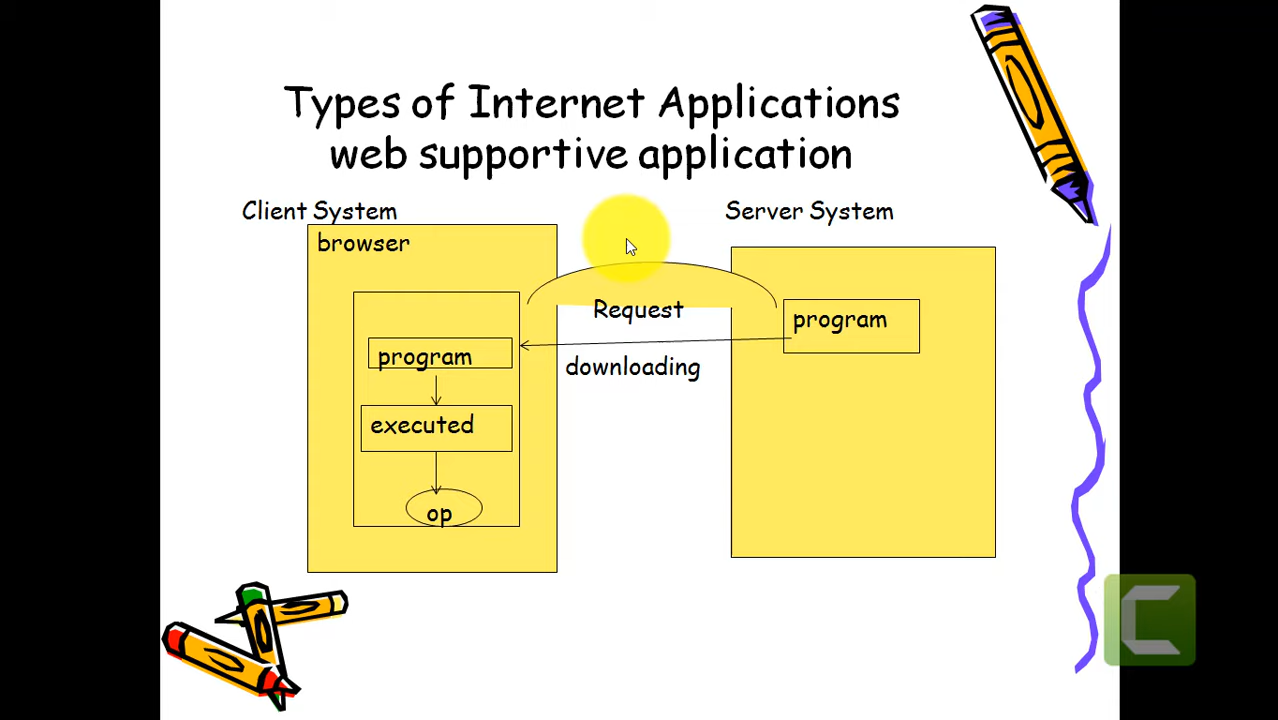 Types of Internet Applications
web supportive application
Client System
Server System
browser
Request
program
program
downloading
executed
op